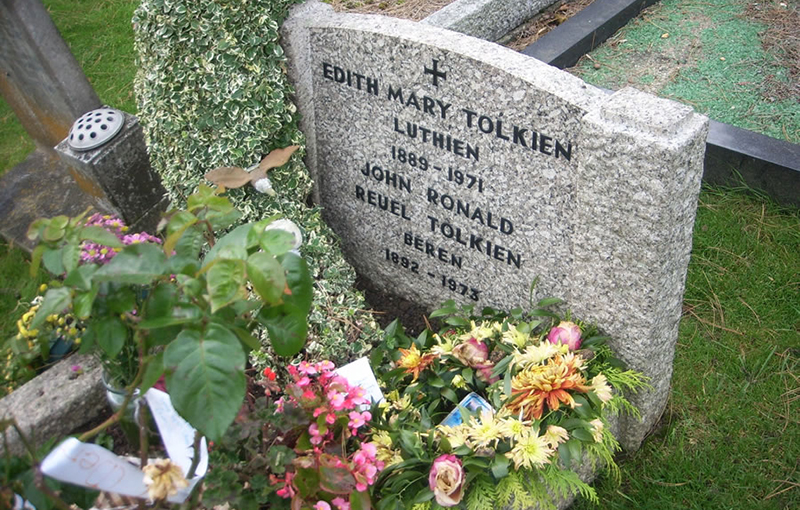 EDITH MARY TOLKIEN
LUTHIEN
1889 - 1971
JOHN RONALD
REUEL TOLKIEN
BEREN
1892 - 1973